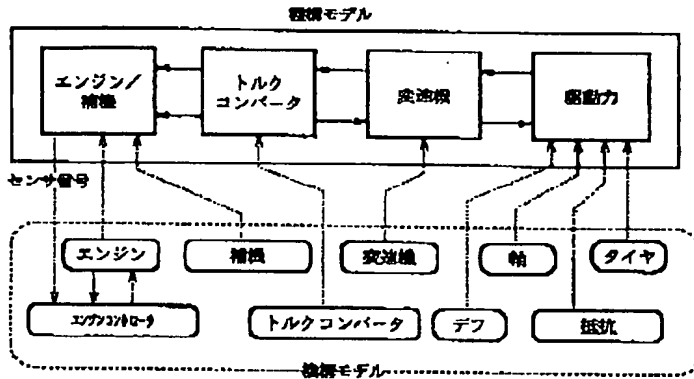 機構モデル
エンジン/
補機
トルク
コンバータ
変速機
駆動力
センサ信号
エンジン
補機
変速機
軸
タイヤ
エンジンコントローラ
トルクコンバータ
デフ
抵抗
機構モデル